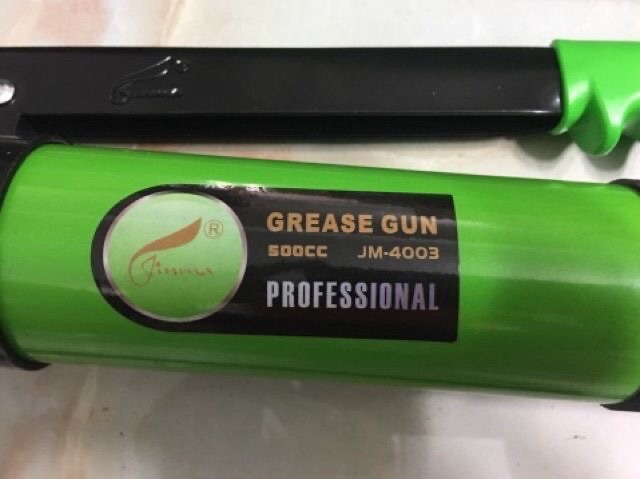 GREASE GUN
500CC JM-4003
PROFESSIONAL
®